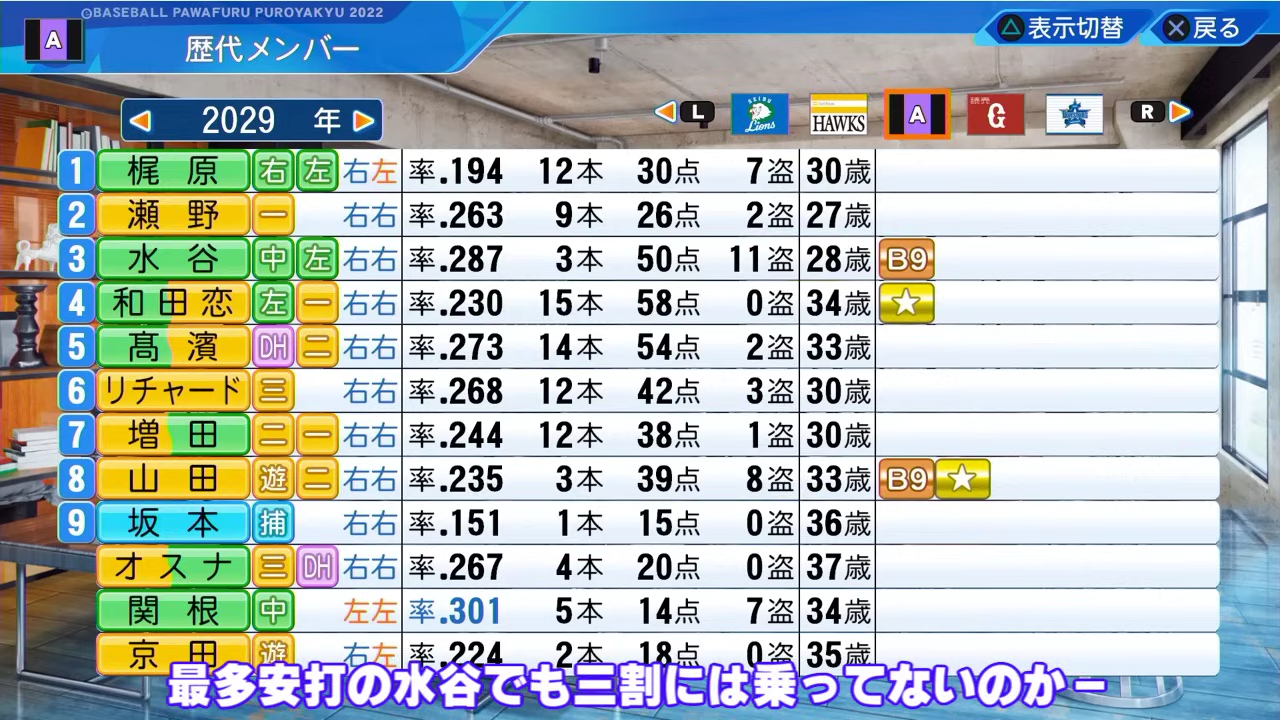 ©BASEBALL PAWAFURU PUROYAKYU 2022
A 歴代メンバー
△表示切替 ×戻る
2029 年
L SEIBU Lions SoftBank HAWKS A 読売 G R
1 梶原 右 左 右左 率.194 12本 30点 7盗 30歳
2 瀬野 一 右右 率.263 9本 26点 2盗 27歳
3 水谷 中 左 右右 率.287 3本 50点 11盗 28歳 B9
4 和田恋 左 一 右右 率.230 15本 58点 0盗 34歳 ★
5 髙濱 DH 二 右右 率.273 14本 54点 2盗 33歳
6 リチャード 三 右右 率.268 12本 42点 3盗 30歳
7 増田 二 一 右右 率.244 12本 38点 1盗 30歳
8 山田 遊 二 右右 率.235 3本 39点 8盗 33歳 B9 ★
9 坂本 捕 右右 率.151 1本 15点 0盗 36歳
オスナ 三 DH 右右 率.267 4本 20点 0盗 37歳
関根 中 左左 率.301 5本 14点 7盗 34歳
京田 遊 右左 率.224 2本 18点 0盗 35歳
最多安打の水谷でも三割には乗ってないのかー